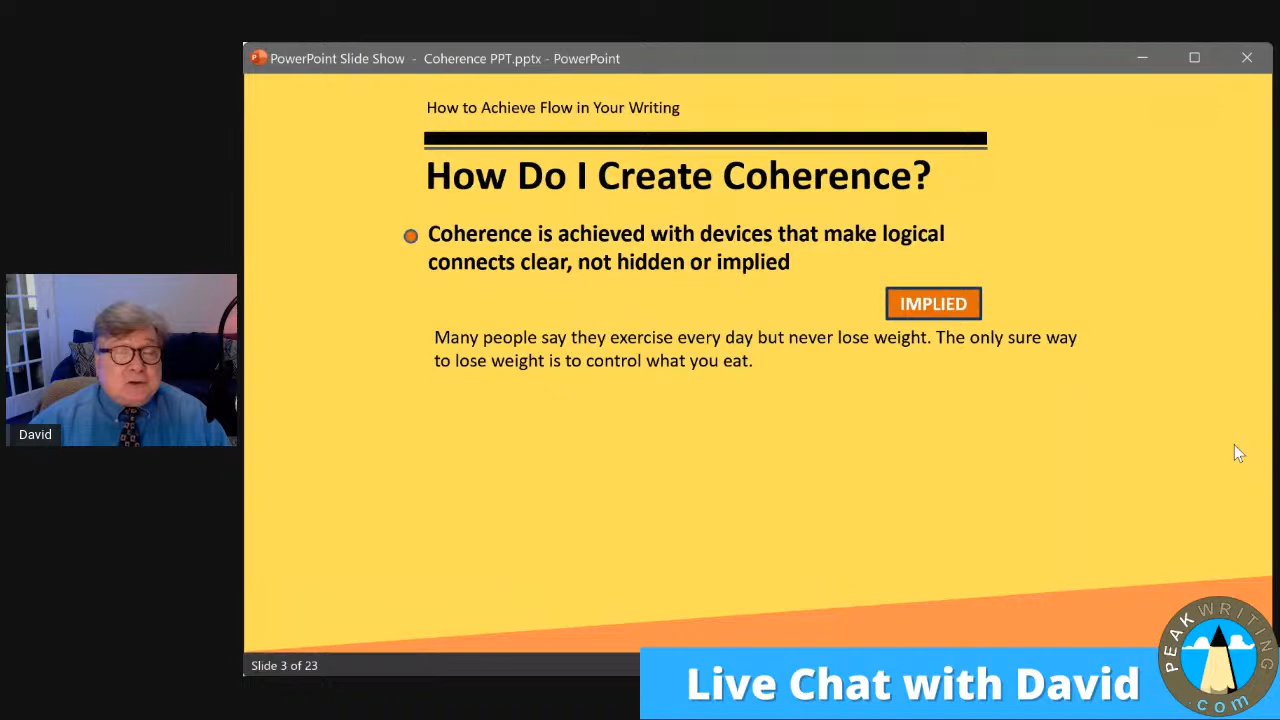 PowerPoint Slide Show - Coherence PPT.pptx - PowerPoint
How to Achieve Flow in Your Writing
How Do I Create Coherence?
Coherence is achieved with devices that make logical
connects clear, not hidden or implied
IMPLIED
Many people say they exercise every day but never lose weight. The only sure way
to lose weight is to control what you eat.
David
Slide 3 of 23
Live Chat with David
PEAKWRITING
.com